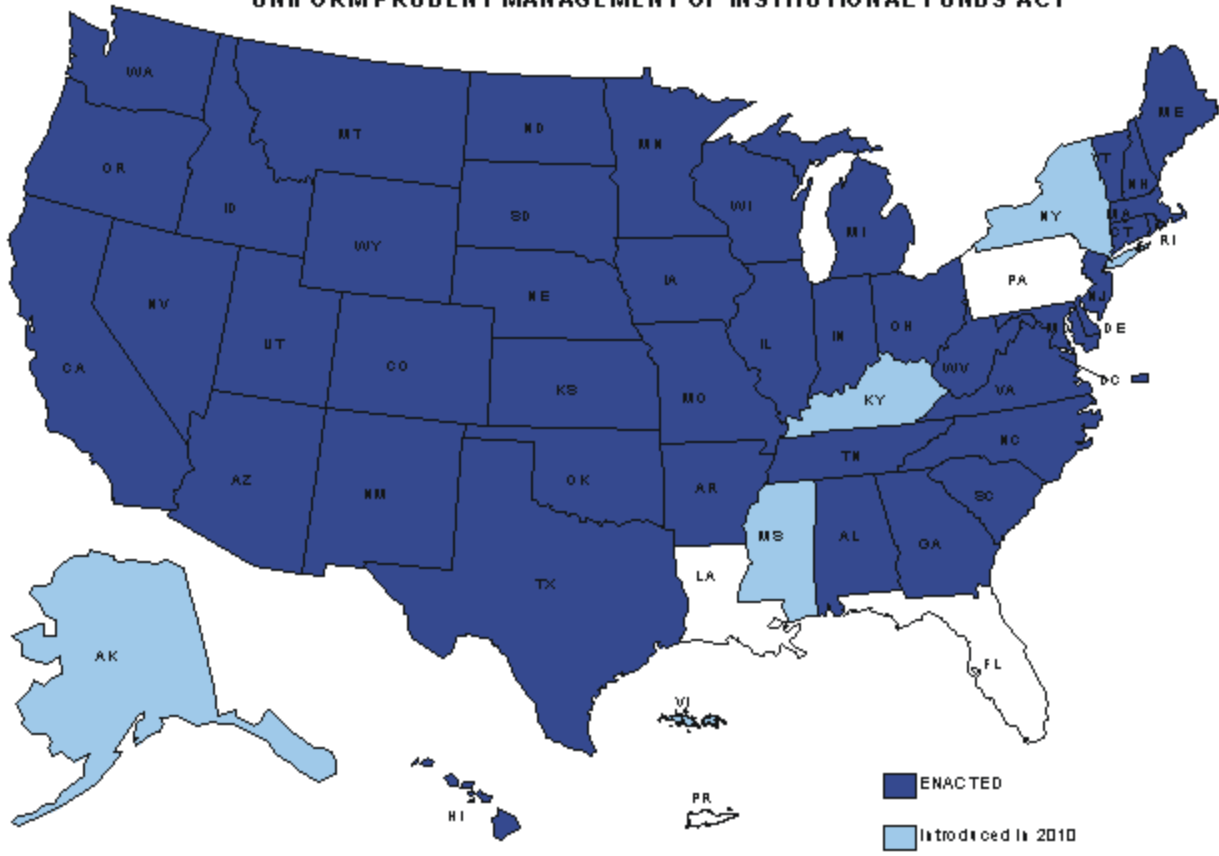 UNIFORM PRUDENT MANAGEMENT OF INSTITUTIONAL FUNDS ACT
WA
MT
ND
MN
ME
OR
ID
SD
WI
MI
NY
VT
NH
MA
CT
RI
WY
IA
PA
NE
NV
UT
CO
IL
IN
OH
NJ
MD
DE
DC
CA
KS
MO
WV
VA
KY
AZ
NM
OK
AR
TN
NC
SC
MS
AL
GA
TX
LA
FL
AK
VI
HI
PR
ENACTED
Introduced in 2010